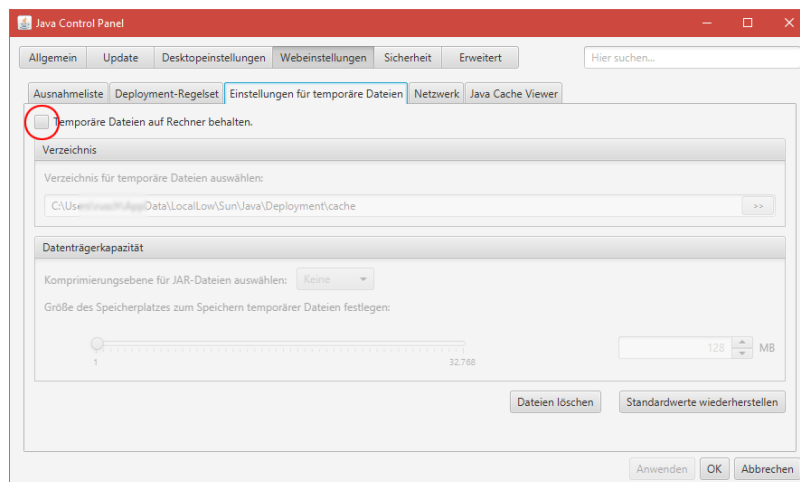 Java Control Panel
Allgemein Update Desktopeinstellungen Webeinstellungen Sicherheit Erweitert Hier suchen...
Ausnahmeliste Deployment-Regelset Einstellungen für temporäre Dateien Netzwerk Java Cache Viewer
Temporäre Dateien auf Rechner behalten.
Verzeichnis
Verzeichnis für temporäre Dateien auswählen:
C:\Use Data\LocalLow\Sun\Java\Deployment\cache >>
Datenträgerkapazität
Komprimierungsebene für JAR-Dateien auswählen: Keine
Größe des Speicherplatzes zum Speichern temporärer Dateien festlegen:
128 MB
1 32.768
Dateien löschen Standardwerte wiederherstellen
Anwenden OK Abbrechen